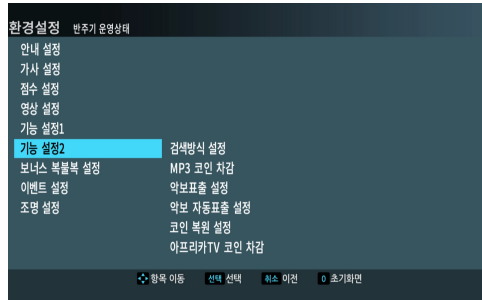 환경설정 반주기 운영상태
안내 설정
가사 설정
점수 설정
영상 설정
기능 설정1
기능 설정2 검색방식 설정
보너스 복불복 설정 MP3 코인 차감
이벤트 설정 악보표출 설정
조명 설정 악보 자동표출 설정
코인 복원 설정
아프리카TV 코인 차감
항목 이동 선택 선택 취소 이전 0 초기화면